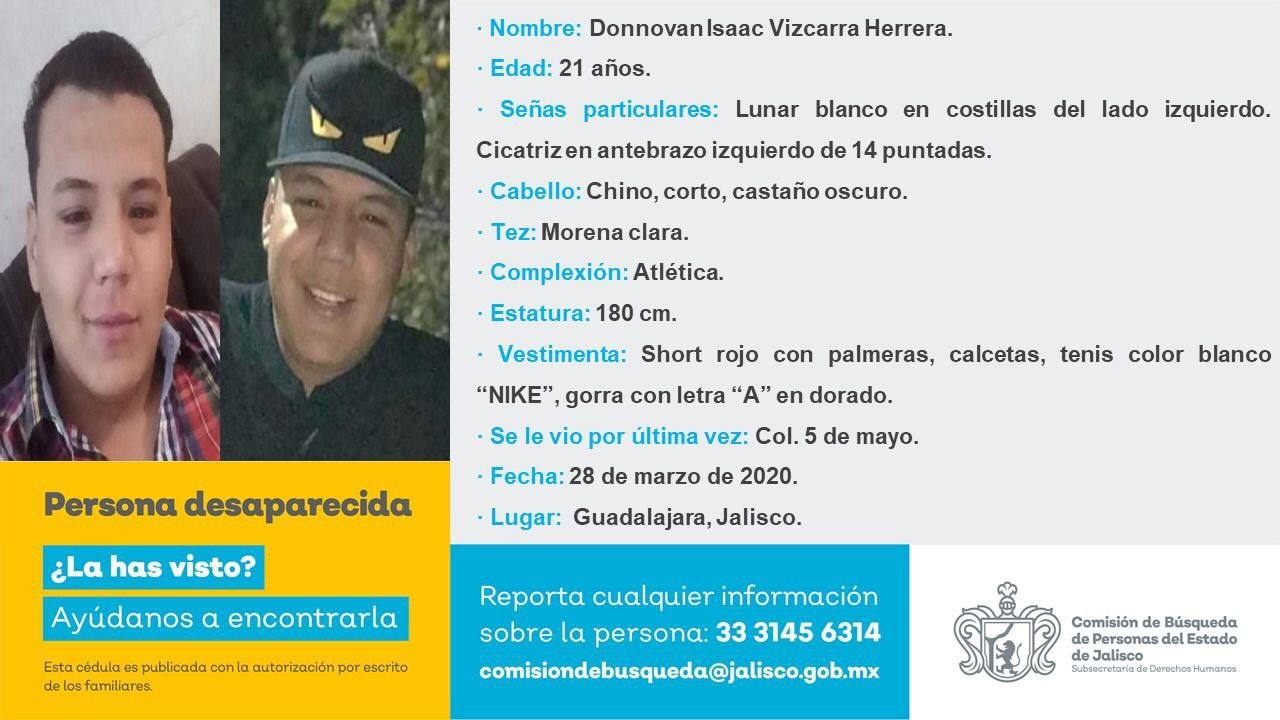 · Nombre: Donnovan Isaac Vizcarra Herrera.
· Edad: 21 años.
· Señas particulares: Lunar blanco en costillas del lado izquierdo.
Cicatriz en antebrazo izquierdo de 14 puntadas.
· Cabello: Chino, corto, castaño oscuro.
· Tez: Morena clara.
· Complexión: Atlética.
· Estatura: 180 cm.
· Vestimenta: Short rojo con palmeras, calcetas, tenis color blanco
“NIKE”, gorra con letra “A” en dorado.
· Se le vio por última vez: Col. 5 de mayo.
· Fecha: 28 de marzo de 2020.
· Lugar: Guadalajara, Jalisco.
Persona desaparecida
¿La has visto?
Ayúdanos a encontrarla
Esta cédula es publicada con la autorización por escrito
de los familiares.
Reporta cualquier información
sobre la persona: 33 3145 6314
comisiondebusqueda@jalisco.gob.mx
Comisión de Búsqueda
de Personas del Estado
de Jalisco
Subsecretaría de Derechos Humanos